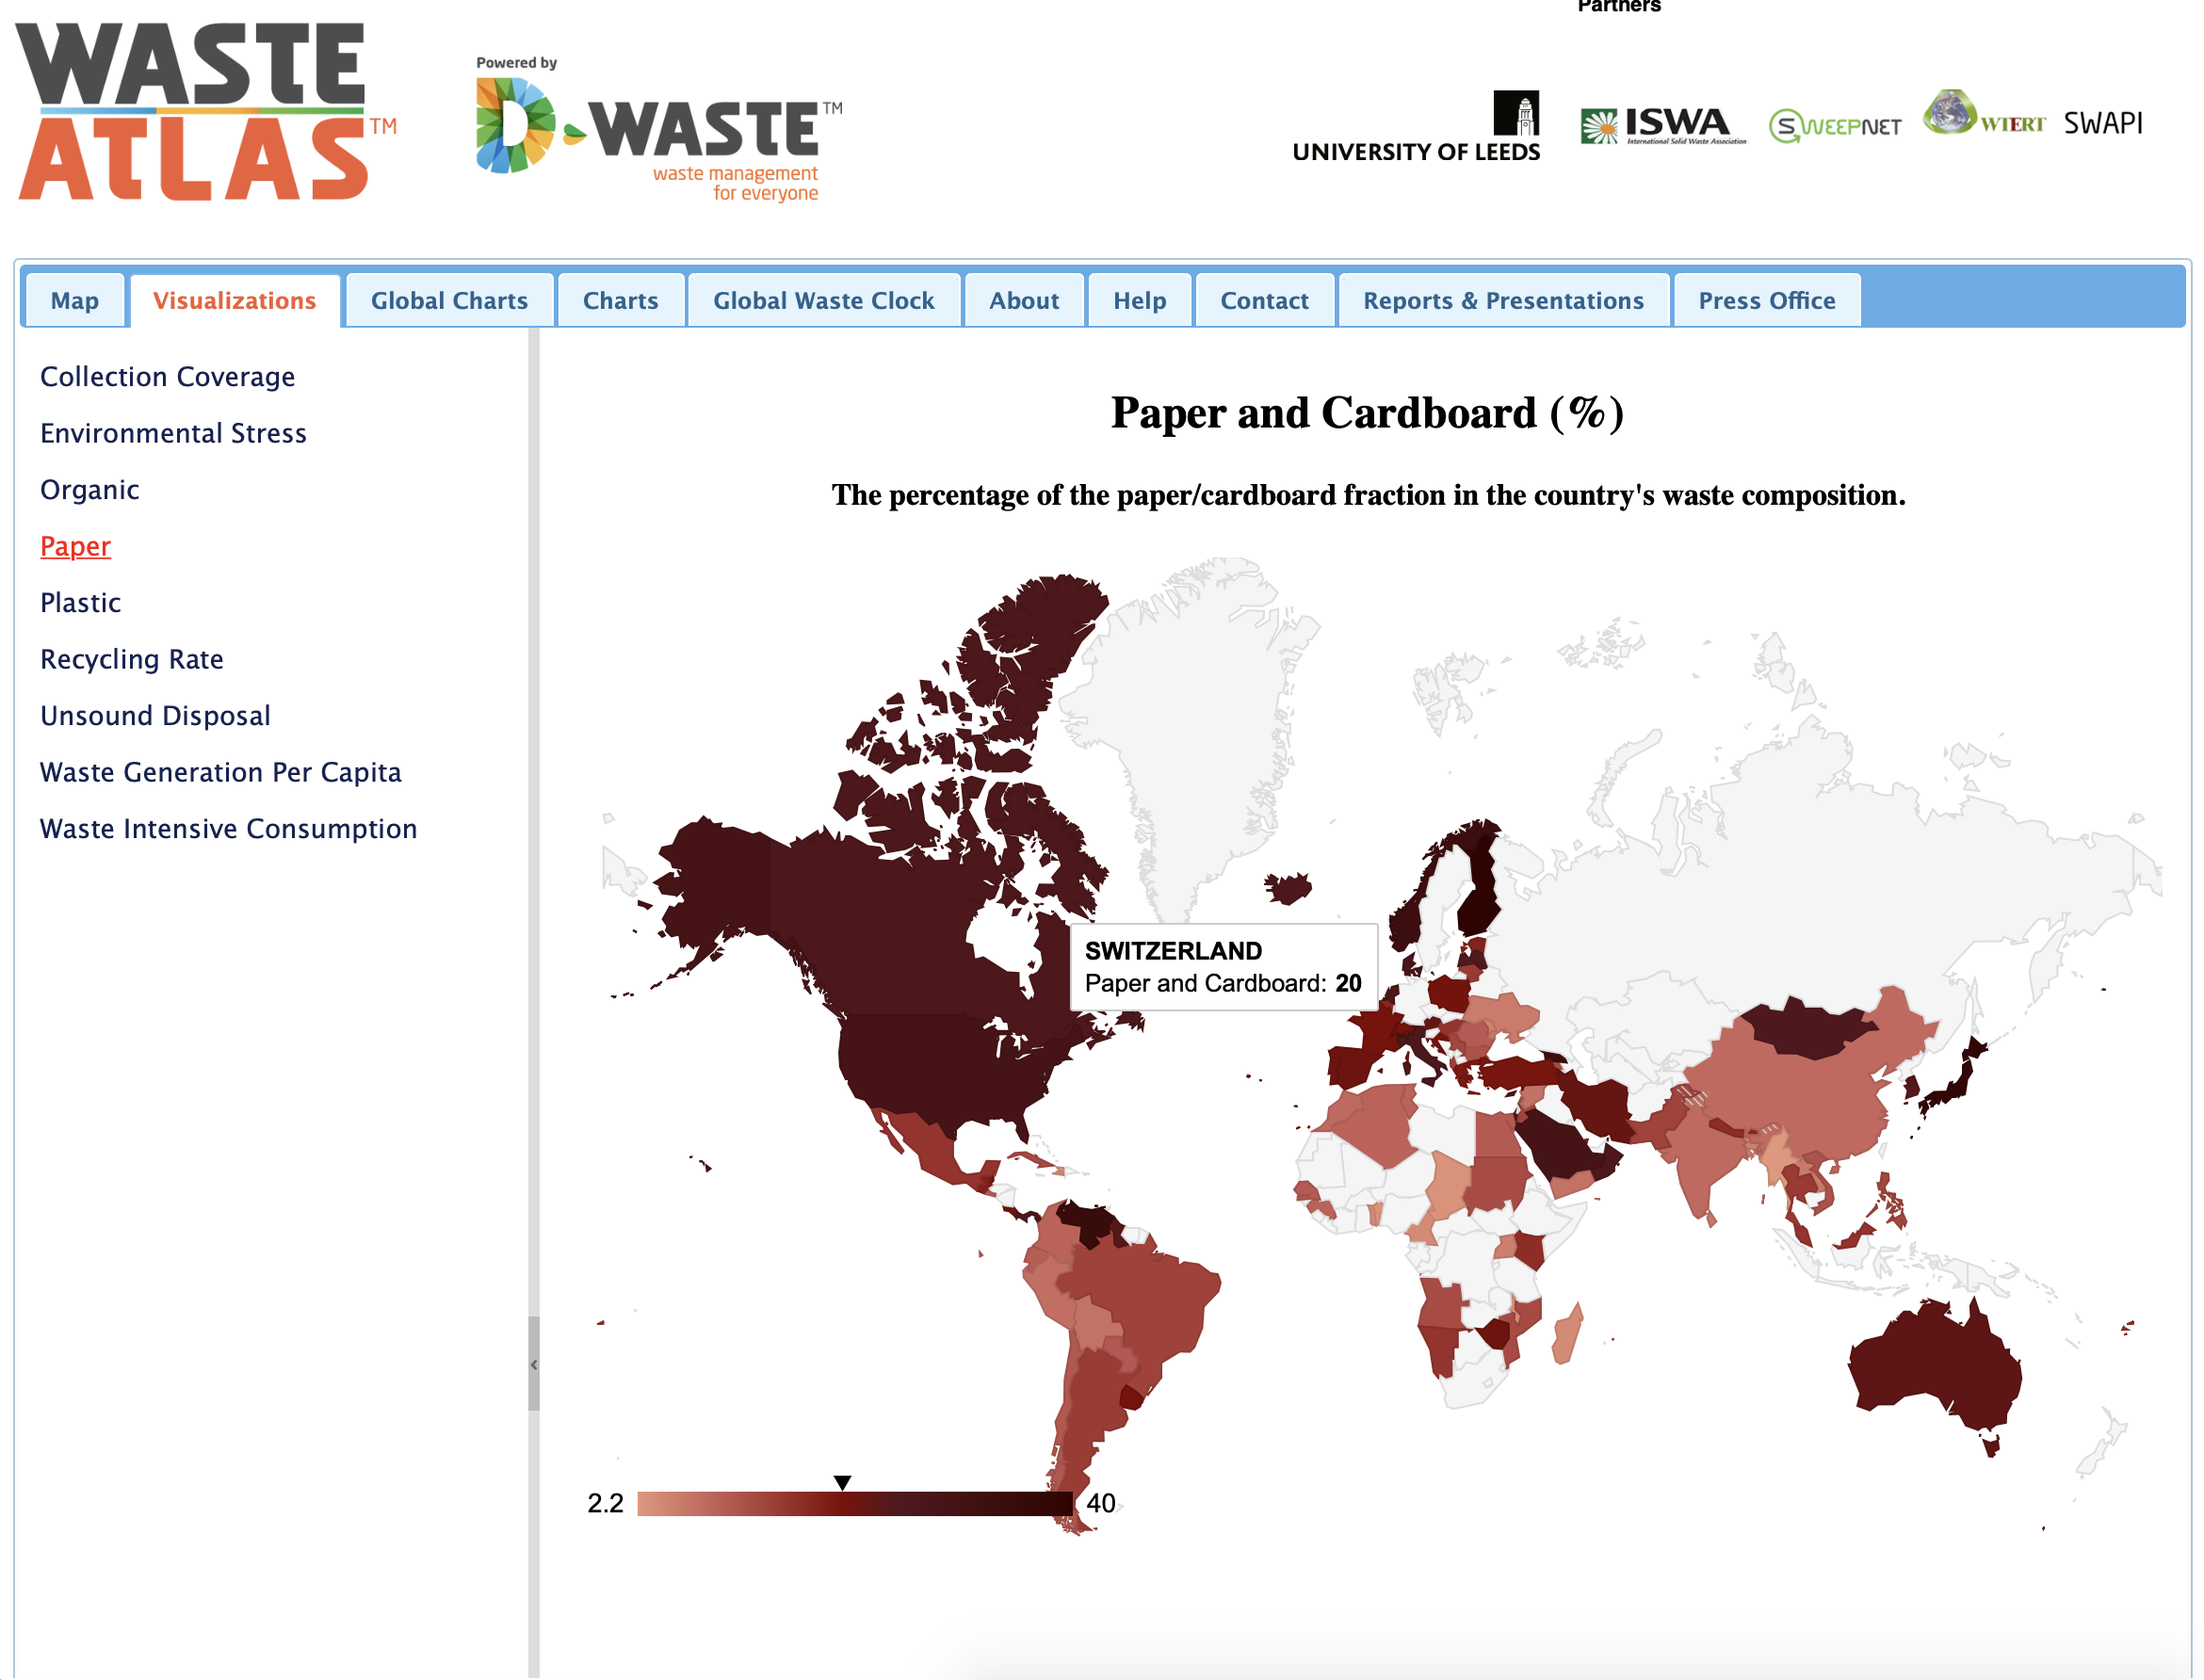 Partners
WASTE
ATLAS™
Powered by
D-WASTE™
waste management
for everyone
UNIVERSITY OF LEEDS
ISWA
International Solid Waste Association
SWEEPNET
WTERT
SWAPI
Map
Visualizations
Global Charts
Charts
Global Waste Clock
About
Help
Contact
Reports & Presentations
Press Office
Collection Coverage
Environmental Stress
Organic
Paper
Plastic
Recycling Rate
Unsound Disposal
Waste Generation Per Capita
Waste Intensive Consumption
Paper and Cardboard (%)
The percentage of the paper/cardboard fraction in the country's waste composition.
SWITZERLAND
Paper and Cardboard: 20
2.2
40